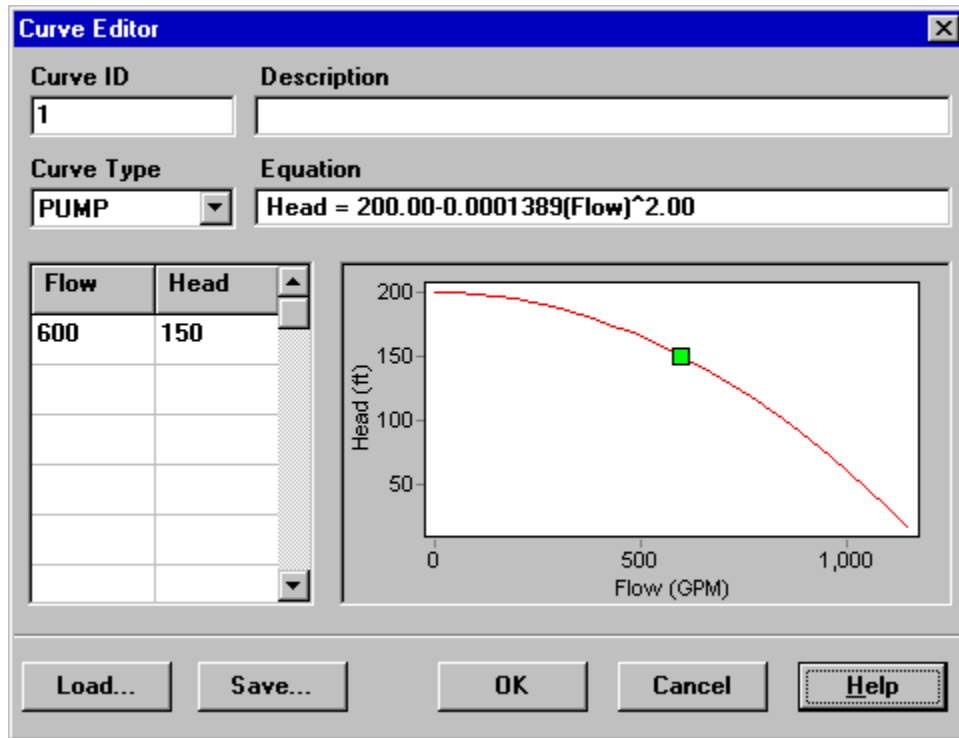 Curve Editor
Curve ID Description
1
Curve Type Equation
PUMP Head = 200.00-0.0001389(Flow)^2.00
Flow Head
600 150
200
150
100
50
Head (ft)
0 500 1,000
Flow (GPM)
Load... Save... OK Cancel Help